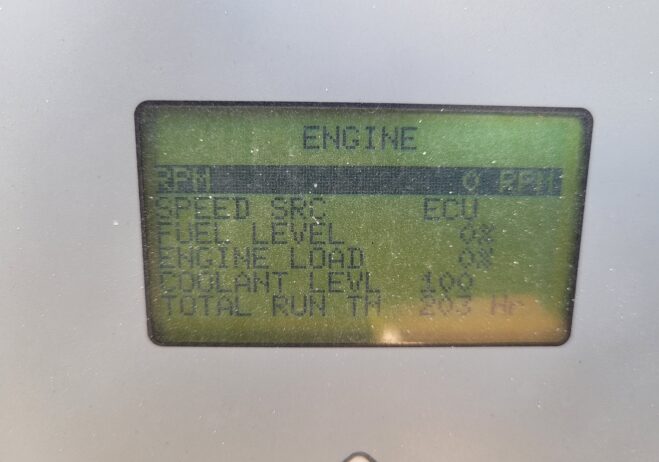 ENGINE
RPM 0 RPM
SPEED SRC ECU
FUEL LEVEL 0%
ENGINE LOAD 0%
COOLANT LEVL 100
TOTAL RUN TM 203 Hr